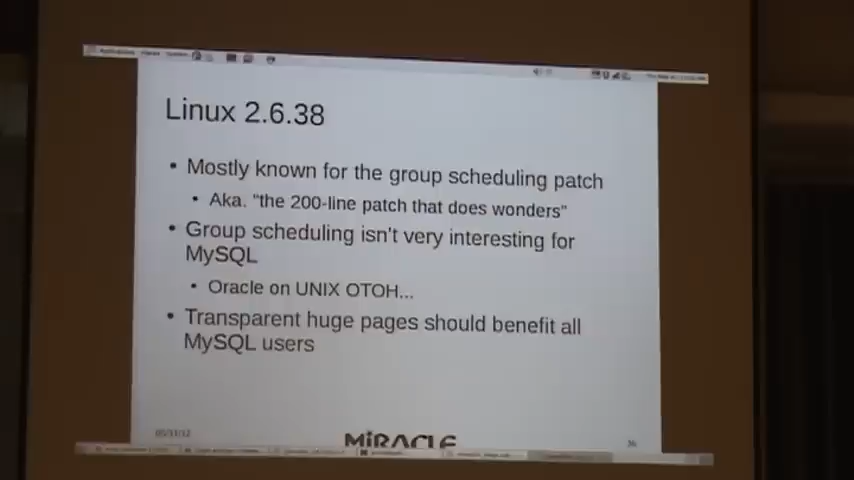 Linux 2.6.38
• Mostly known for the group scheduling patch
• Aka. "the 200-line patch that does wonders"
• Group scheduling isn't very interesting for
MySQL
• Oracle on UNIX OTOH...
• Transparent huge pages should benefit all
MySQL users
MIRACLE